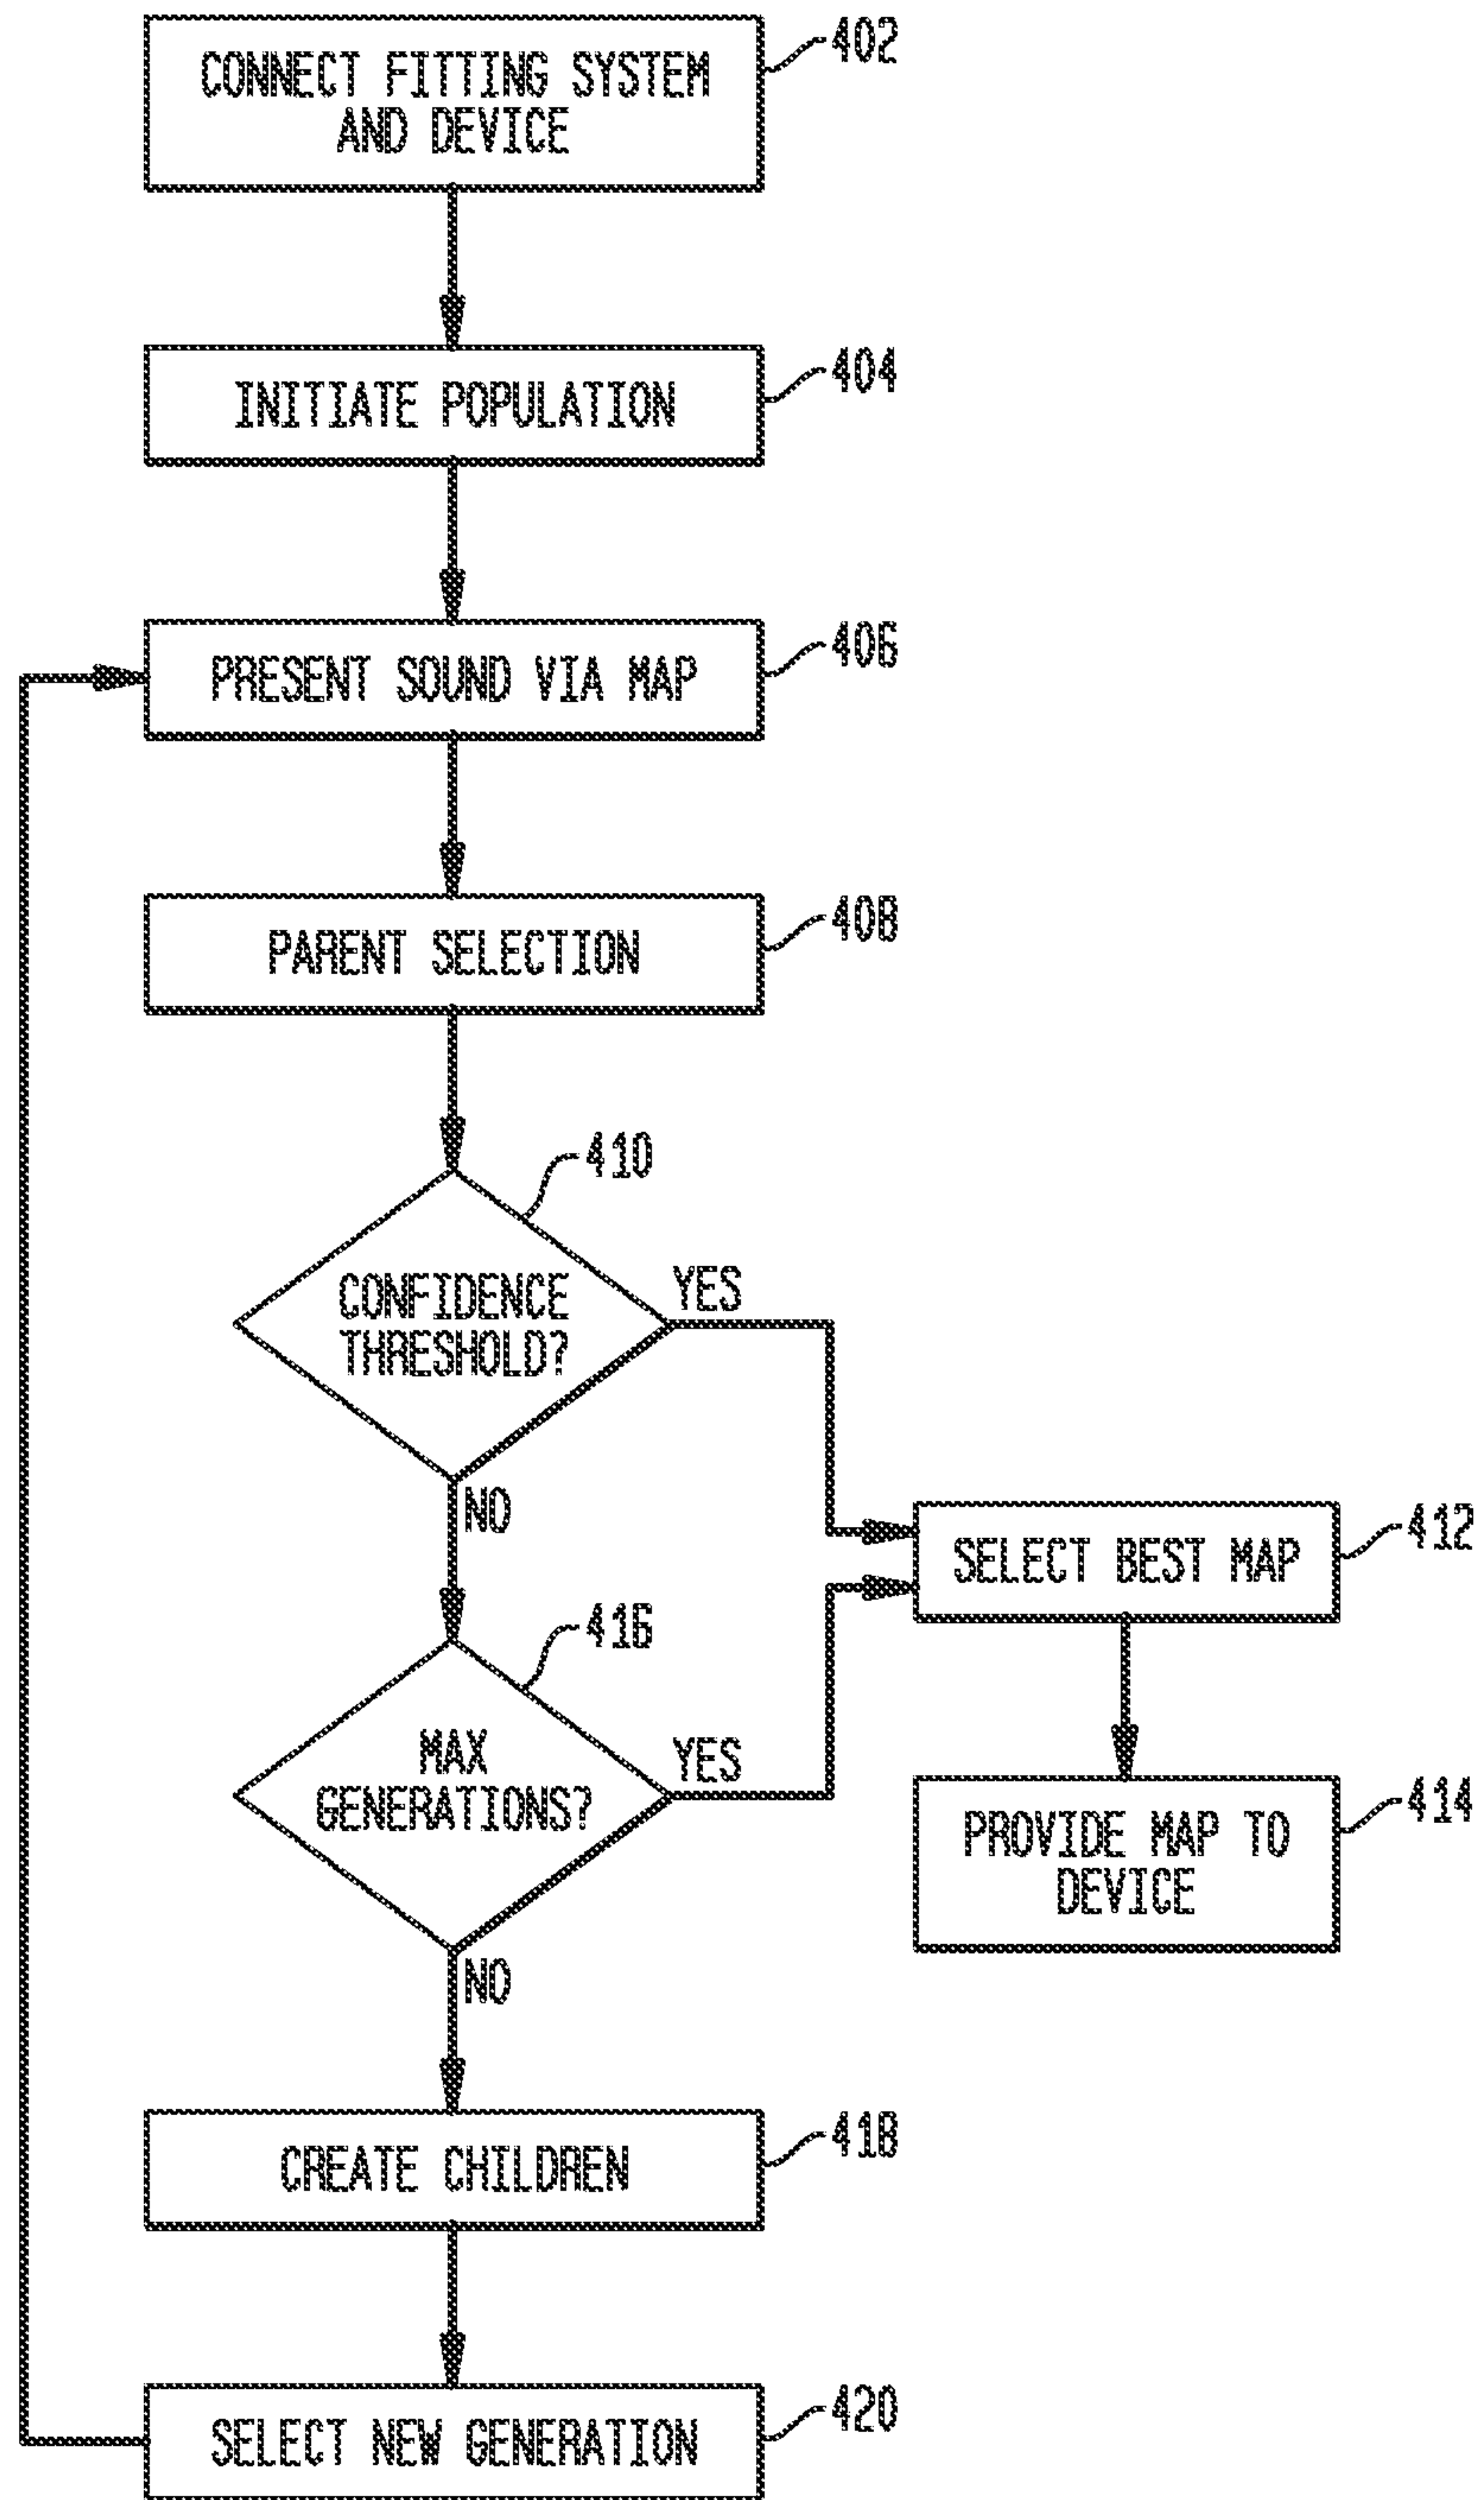 402
CONNECT FITTING SYSTEM
AND DEVICE
404
INITIATE POPULATION
406
PRESENT SOUND VIA MAP
408
PARENT SELECTION
410
CONFIDENCE
THRESHOLD?
YES
NO
412
SELECT BEST MAP
416
MAX
GENERATIONS?
YES
NO
414
PROVIDE MAP TO
DEVICE
418
CREATE CHILDREN
420
SELECT NEW GENERATION